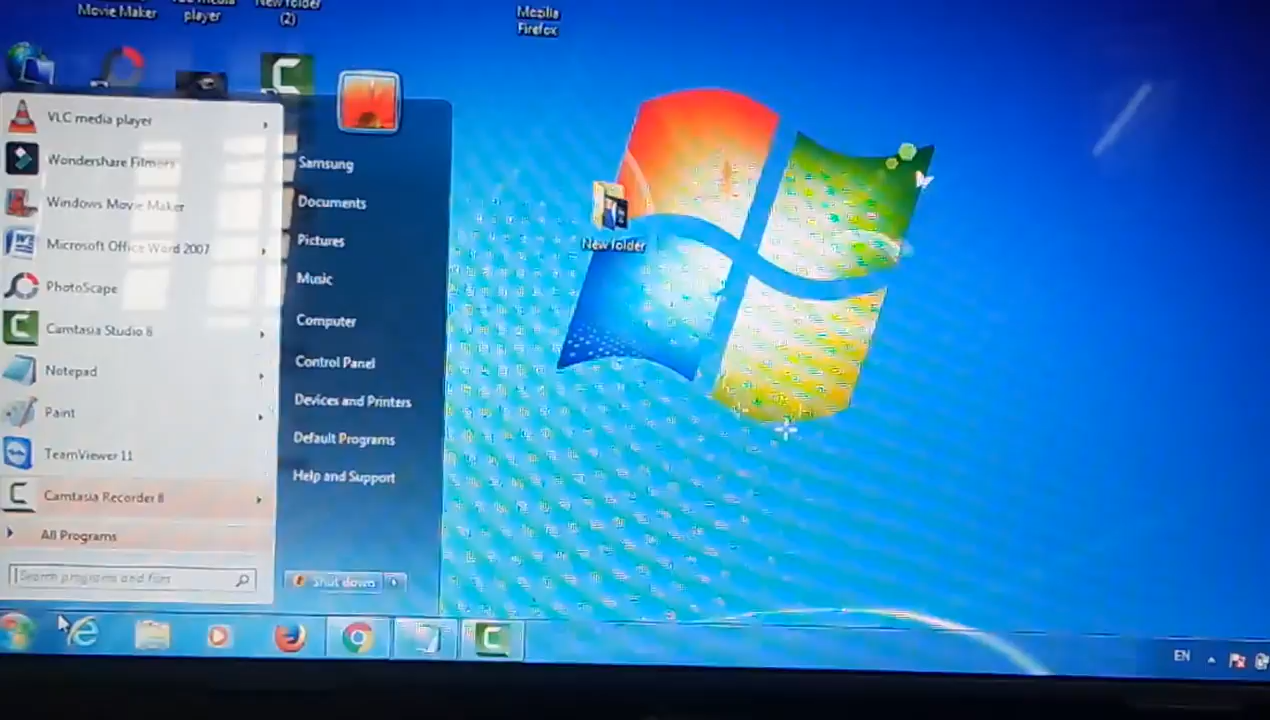 Movie Maker
player
New folder
(2)
Mozilla
Firefox
VLC media player
Wondershare Filmora
Windows Movie Maker
Microsoft Office Word 2007
PhotoScape
Camtasia Studio 8
Notepad
Paint
TeamViewer 11
Camtasia Recorder 8
All Programs
Search programs and files
Samsung
Documents
Pictures
Music
Computer
Control Panel
Devices and Printers
Default Programs
Help and Support
Shut down
New folder
EN